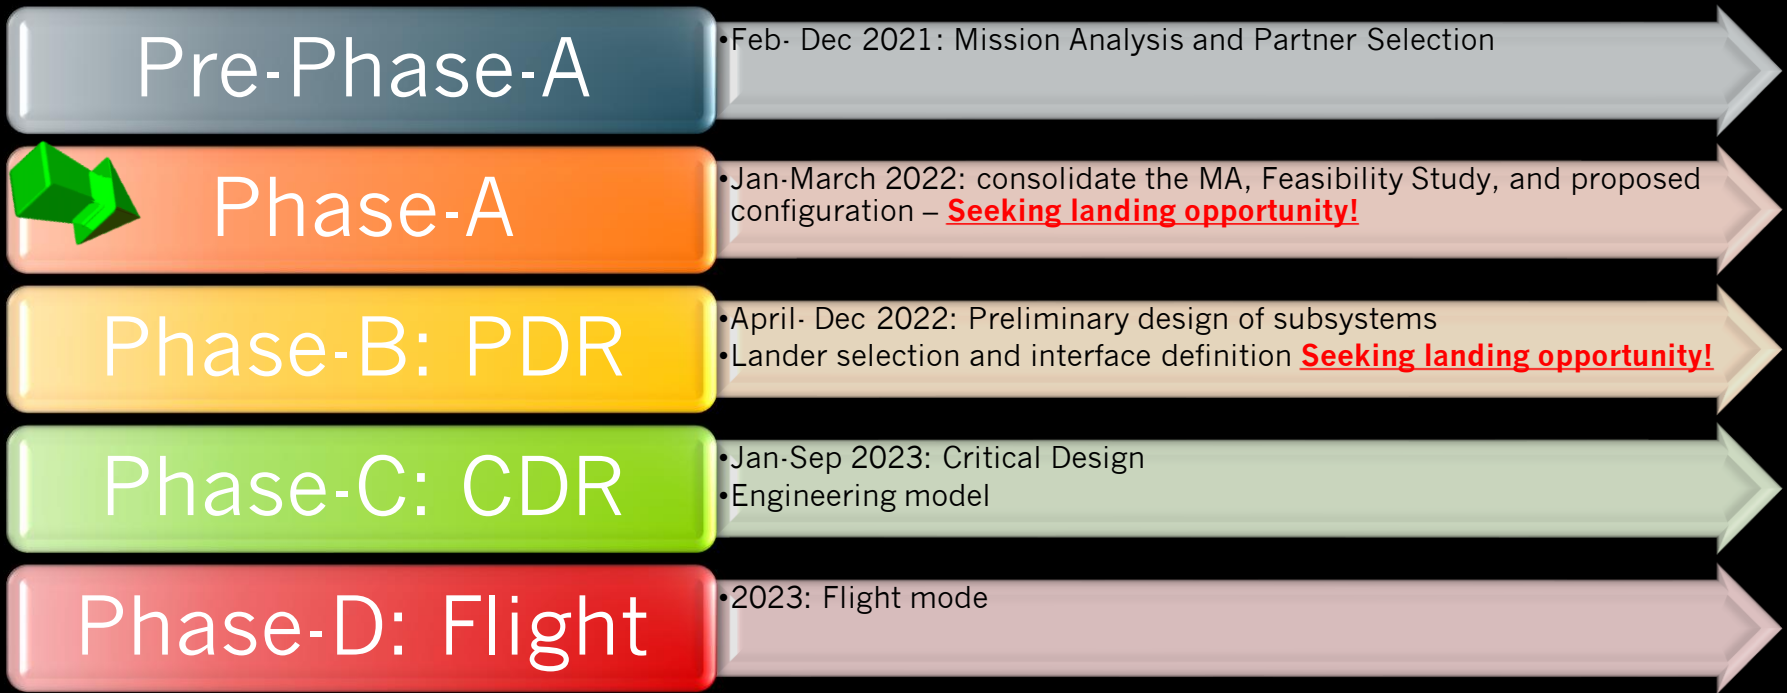 Pre-Phase-A
•Feb- Dec 2021: Mission Analysis and Partner Selection
Phase-A
•Jan-March 2022: consolidate the MA, Feasibility Study, and proposed
configuration – Seeking landing opportunity!
Phase-B: PDR
•April- Dec 2022: Preliminary design of subsystems
•Lander selection and interface definition Seeking landing opportunity!
Phase-C: CDR
•Jan-Sep 2023: Critical Design
•Engineering model
Phase-D: Flight
•2023: Flight mode